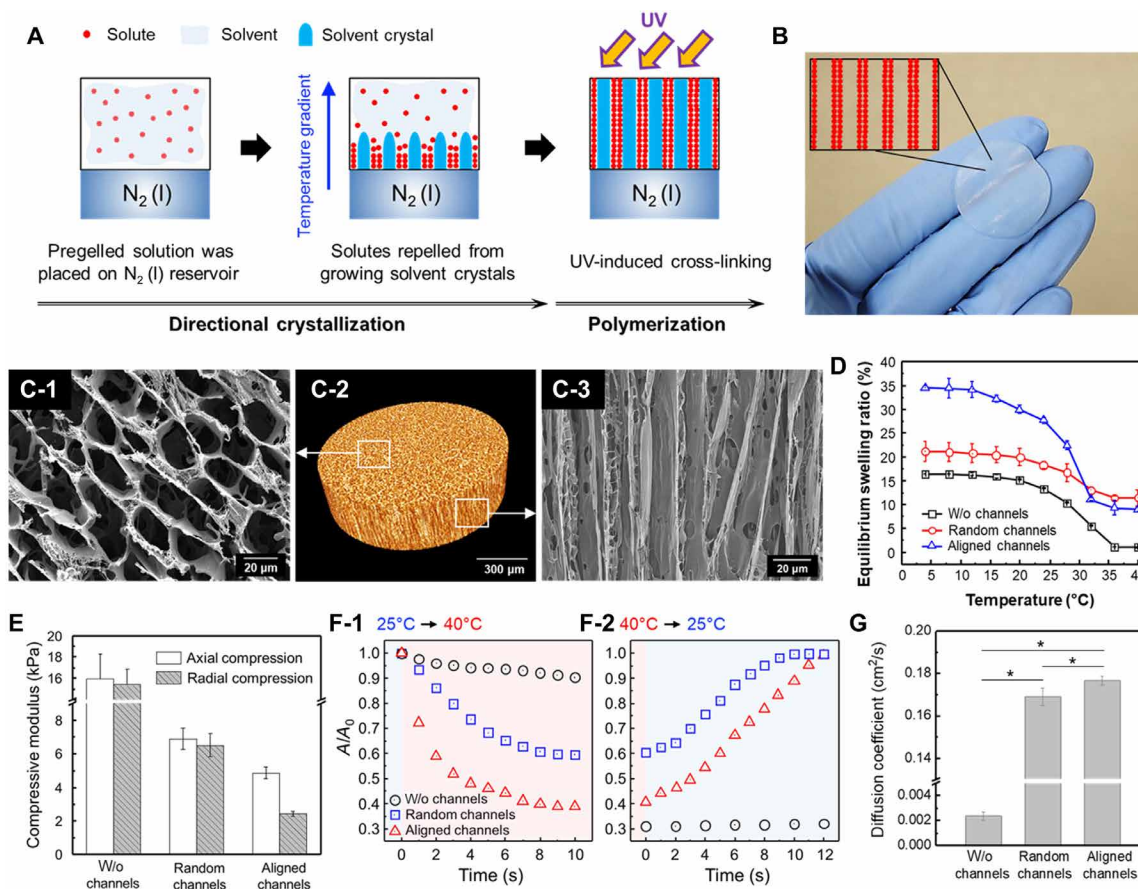 A
Solute
Solvent
Solvent crystal
UV
Temperature gradient
N2 (l)
N2 (l)
N2 (l)
Pregelled solution was
placed on N2 (l) reservoir
Solutes repelled from
growing solvent crystals
UV-induced cross-linking
Directional crystallization
Polymerization
B
C-1
20 μm
C-2
300 μm
C-3
20 μm
D
Equilibrium swelling ratio (%)
40
35
30
25
20
15
10
5
0
W/o channels
Random channels
Aligned channels
0 5 10 15 20 25 30 35 40
Temperature (°C)
E
Compressive modulus (kPa)
20
18
16
8
6
4
2
0
Axial compression
Radial compression
W/o channels
Random channels
Aligned channels
F-1
25°C → 40°C
A/A0
1.0
0.9
0.8
0.7
0.6
0.5
0.4
0.3
W/o channels
Random channels
Aligned channels
0 2 4 6 8 10
Time (s)
F-2
40°C → 25°C
0 2 4 6 8 10 12
Time (s)
G
Diffusion coefficient (cm2/s)
0.20
0.18
0.16
0.14
0.004
0.002
0.000
*
*
*
W/o channels
Random channels
Aligned channels